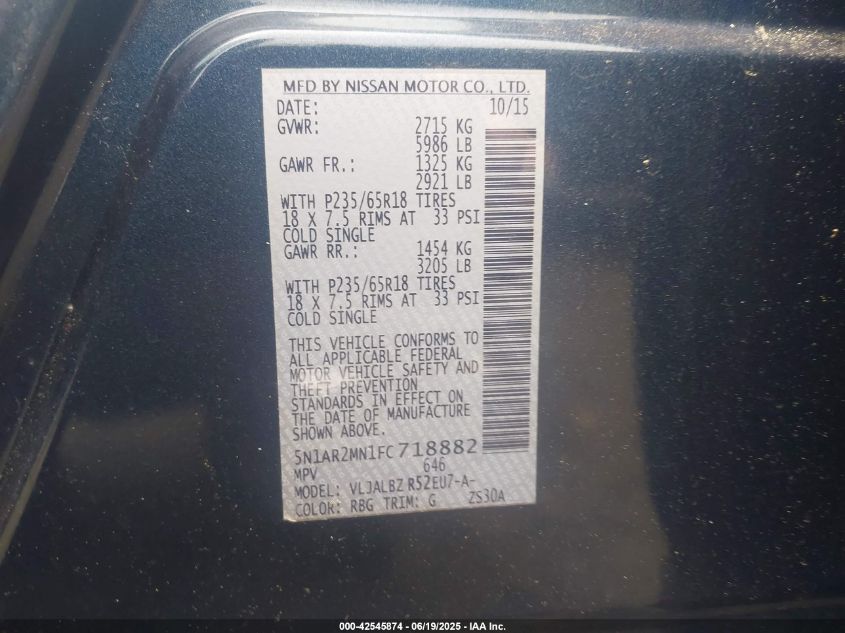 MFD BY NISSAN MOTOR CO., LTD.
DATE: 10/15
GVWR: 2715 KG
5986 LB
GAWR FR.: 1325 KG
2921 LB
WITH P235/65R18 TIRES
18 X 7.5 RIMS AT 33 PSI
COLD SINGLE
GAWR RR.: 1454 KG
3205 LB
WITH P235/65R18 TIRES
18 X 7.5 RIMS AT 33 PSI
COLD SINGLE
THIS VEHICLE CONFORMS TO
ALL APPLICABLE FEDERAL
MOTOR VEHICLE SAFETY AND
THEFT PREVENTION
STANDARDS IN EFFECT ON
THE DATE OF MANUFACTURE
SHOWN ABOVE.
5N1AR2MN1FC718882
MPV 646
MODEL: VLJALBZ R52EU7-A-
COLOR: RBG TRIM: G ZS30A
000-42545874 - 06/19/2025 - IAA Inc.